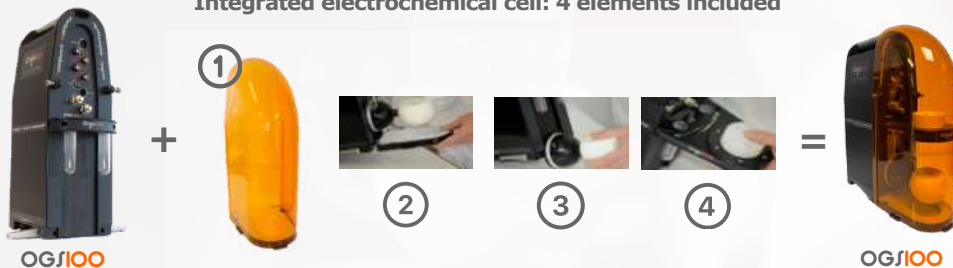 Integrated electrochemical cell: 4 elements included
1
+
=
2
3
4
OGS100
OGS100